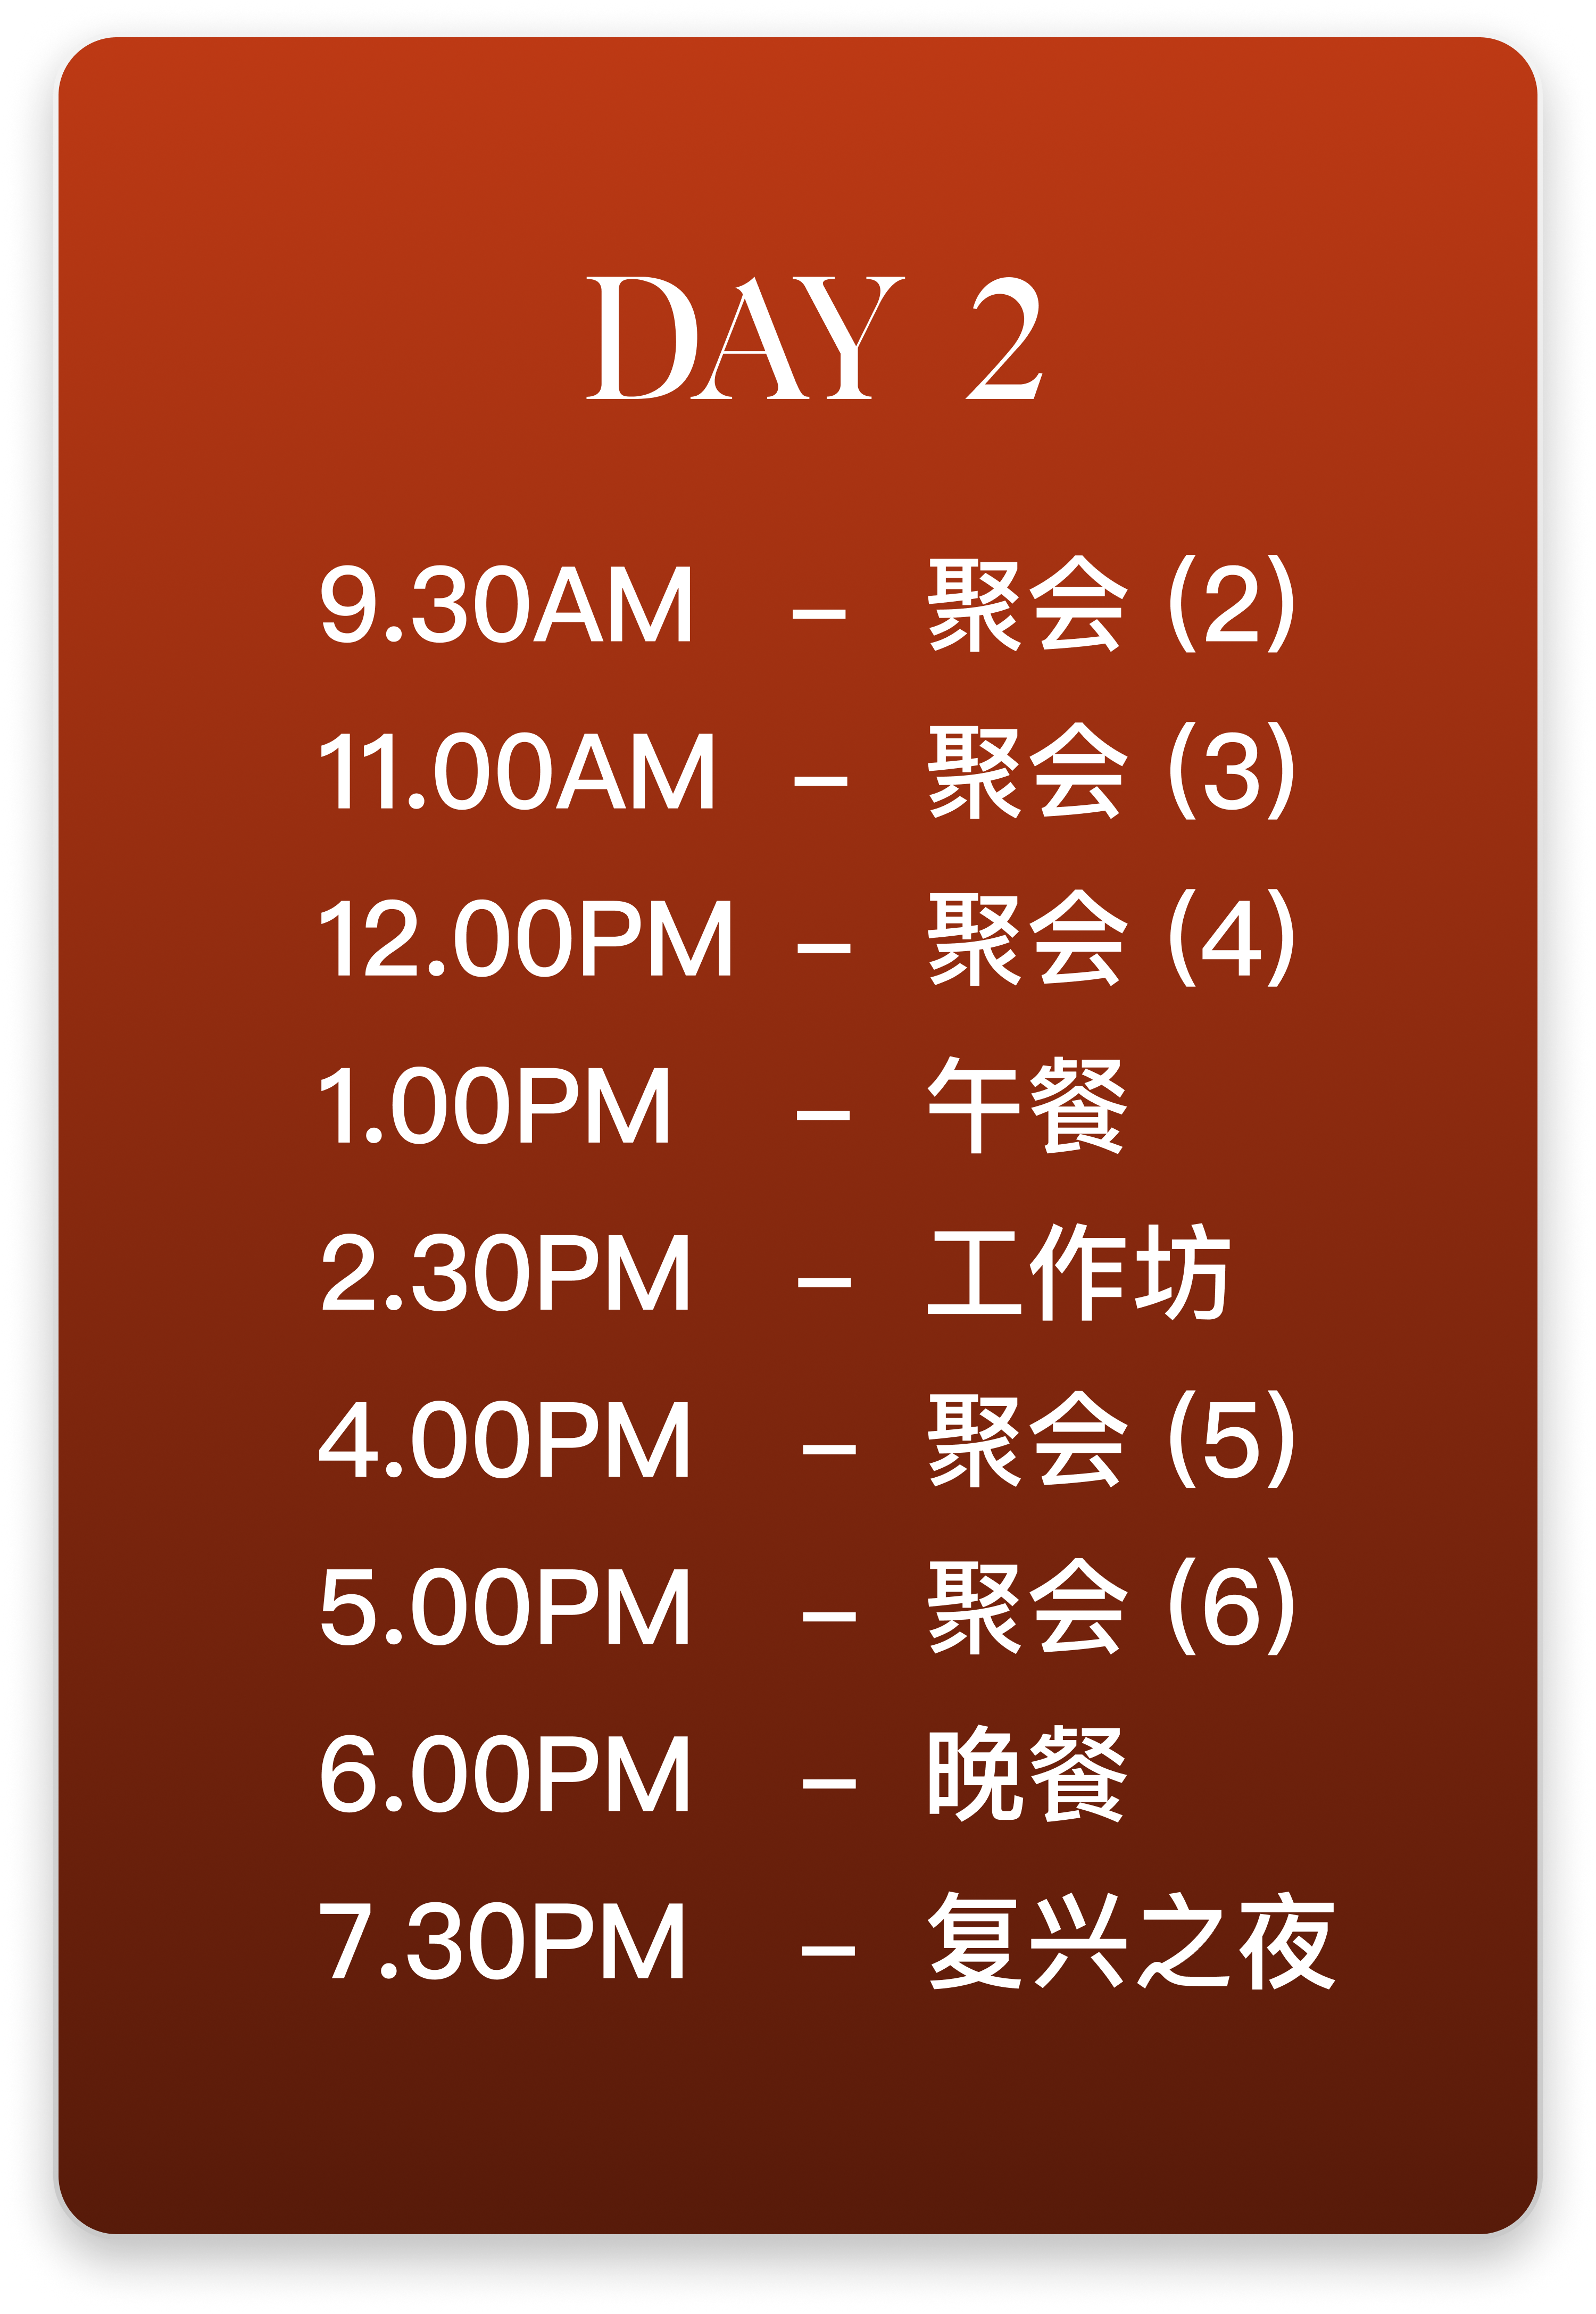 DAY 2
9.30AM – 聚会 (2)
11.00AM – 聚会 (3)
12.00PM – 聚会 (4)
1.00PM – 午餐
2.30PM – 工作坊
4.00PM – 聚会 (5)
5.00PM – 聚会 (6)
6.00PM – 晚餐
7.30PM – 复兴之夜